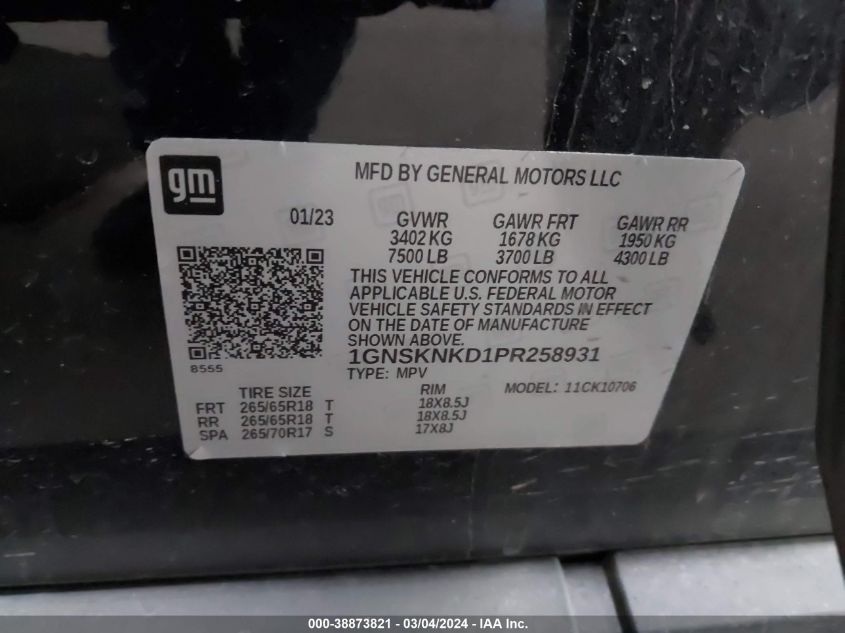 gm
MFD BY GENERAL MOTORS LLC
01/23 GVWR GAWR FRT GAWR RR
3402 KG 1678 KG 1950 KG
7500 LB 3700 LB 4300 LB
THIS VEHICLE CONFORMS TO ALL
APPLICABLE U.S. FEDERAL MOTOR
VEHICLE SAFETY STANDARDS IN EFFECT
ON THE DATE OF MANUFACTURE
SHOWN ABOVE.
8555
1GNSKNKD1PR258931
TYPE: MPV MODEL: 11CK10706
TIRE SIZE RIM
FRT 265/65R18 T 18X8.5J
RR 265/65R18 T 18X8.5J
SPA 265/70R17 S 17X8J
000-38873821 - 03/04/2024 - IAA Inc.